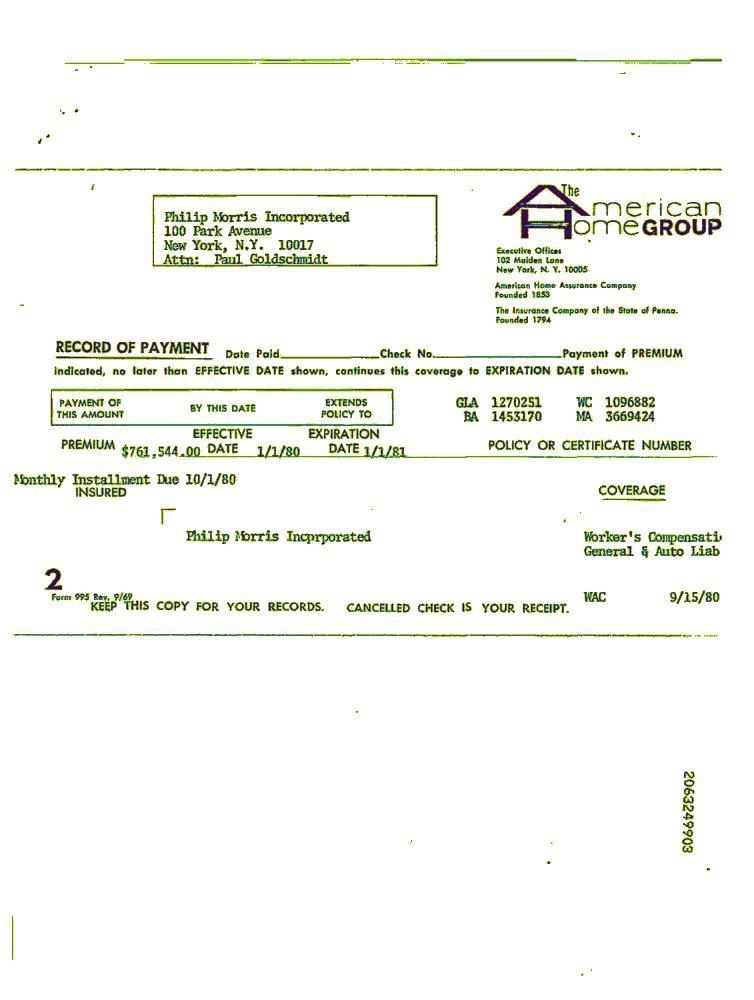 Philip Morris Incorporated
100 Park Avenue
New York, N.Y. 10017
Attn: Paul Goldschmidt
The
American
Home GROUP
Executive Offices
102 Maiden Lane
New York, N. Y. 10005
American Home Assurance Company
Founded 1853
The Insurance Company of the State of Penna.
Founded 1794
RECORD OF PAYMENT Date Paid Check No. Payment of PREMIUM
indicated, no later than EFFECTIVE DATE shown, continues this coverage to EXPIRATION DATE shown.
PAYMENT OF THIS AMOUNT BY THIS DATE EXTENDS POLICY TO
GLA 1270251 WC 1096882
BA 1453170 MA 3669424
PREMIUM $761,544.00 EFFECTIVE DATE 1/1/80 EXPIRATION DATE 1/1/81 POLICY OR CERTIFICATE NUMBER
Monthly Installment Due 10/1/80
INSURED COVERAGE
Philip Morris Incprporated Worker's Compensati
General & Auto Liab
2
Form 995 Rev. 9/69
KEEP THIS COPY FOR YOUR RECORDS. CANCELLED CHECK IS YOUR RECEIPT.
WAC 9/15/80
2063249903